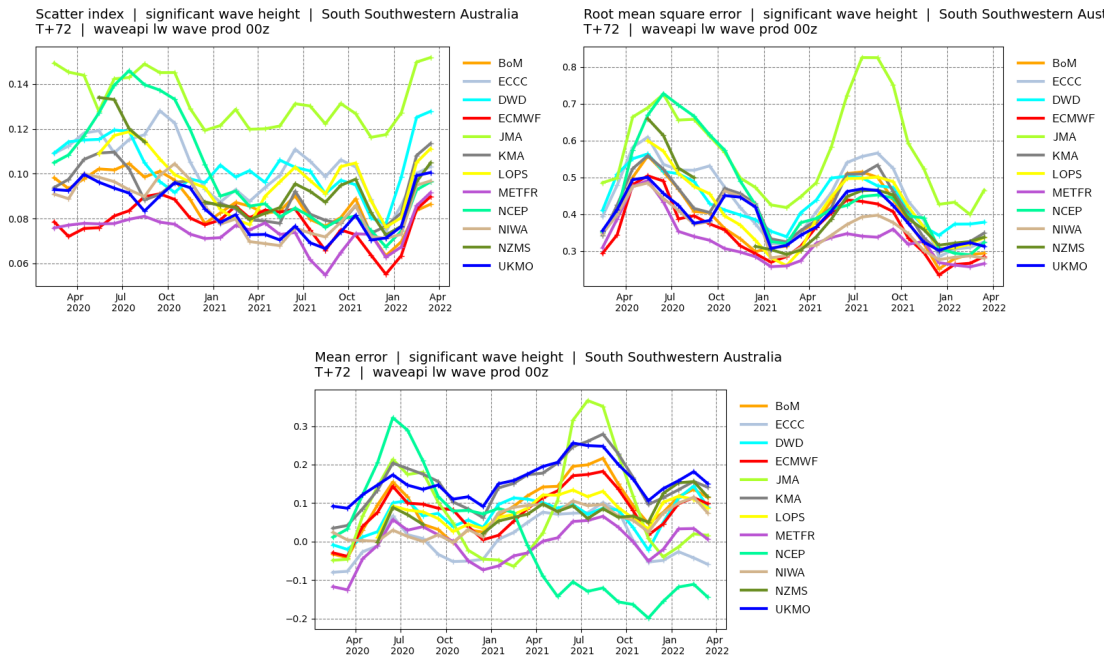 Scatter index  |  significant wave height  |  South Southwestern Australia
T+72  |  waveapi lw wave prod 00z
0.14
0.12
0.10
0.08
0.06
Apr 2020
Jul 2020
Oct 2020
Jan 2021
Apr 2021
Jul 2021
Oct 2021
Jan 2022
Apr 2022
BoM
ECCC
DWD
ECMWF
JMA
KMA
LOPS
METFR
NCEP
NIWA
NZMS
UKMO
Root mean square error  |  significant wave height  |  South Southwestern Aust
T+72  |  waveapi lw wave prod 00z
0.8
0.7
0.6
0.5
0.4
0.3
Apr 2020
Jul 2020
Oct 2020
Jan 2021
Apr 2021
Jul 2021
Oct 2021
Jan 2022
Apr 2022
BoM
ECCC
DWD
ECMWF
JMA
KMA
LOPS
METFR
NCEP
NIWA
NZMS
UKMO
Mean error  |  significant wave height  |  South Southwestern Australia
T+72  |  waveapi lw wave prod 00z
0.3
0.2
0.1
0.0
−0.1
−0.2
Apr 2020
Jul 2020
Oct 2020
Jan 2021
Apr 2021
Jul 2021
Oct 2021
Jan 2022
Apr 2022
BoM
ECCC
DWD
ECMWF
JMA
KMA
LOPS
METFR
NCEP
NIWA
NZMS
UKMO